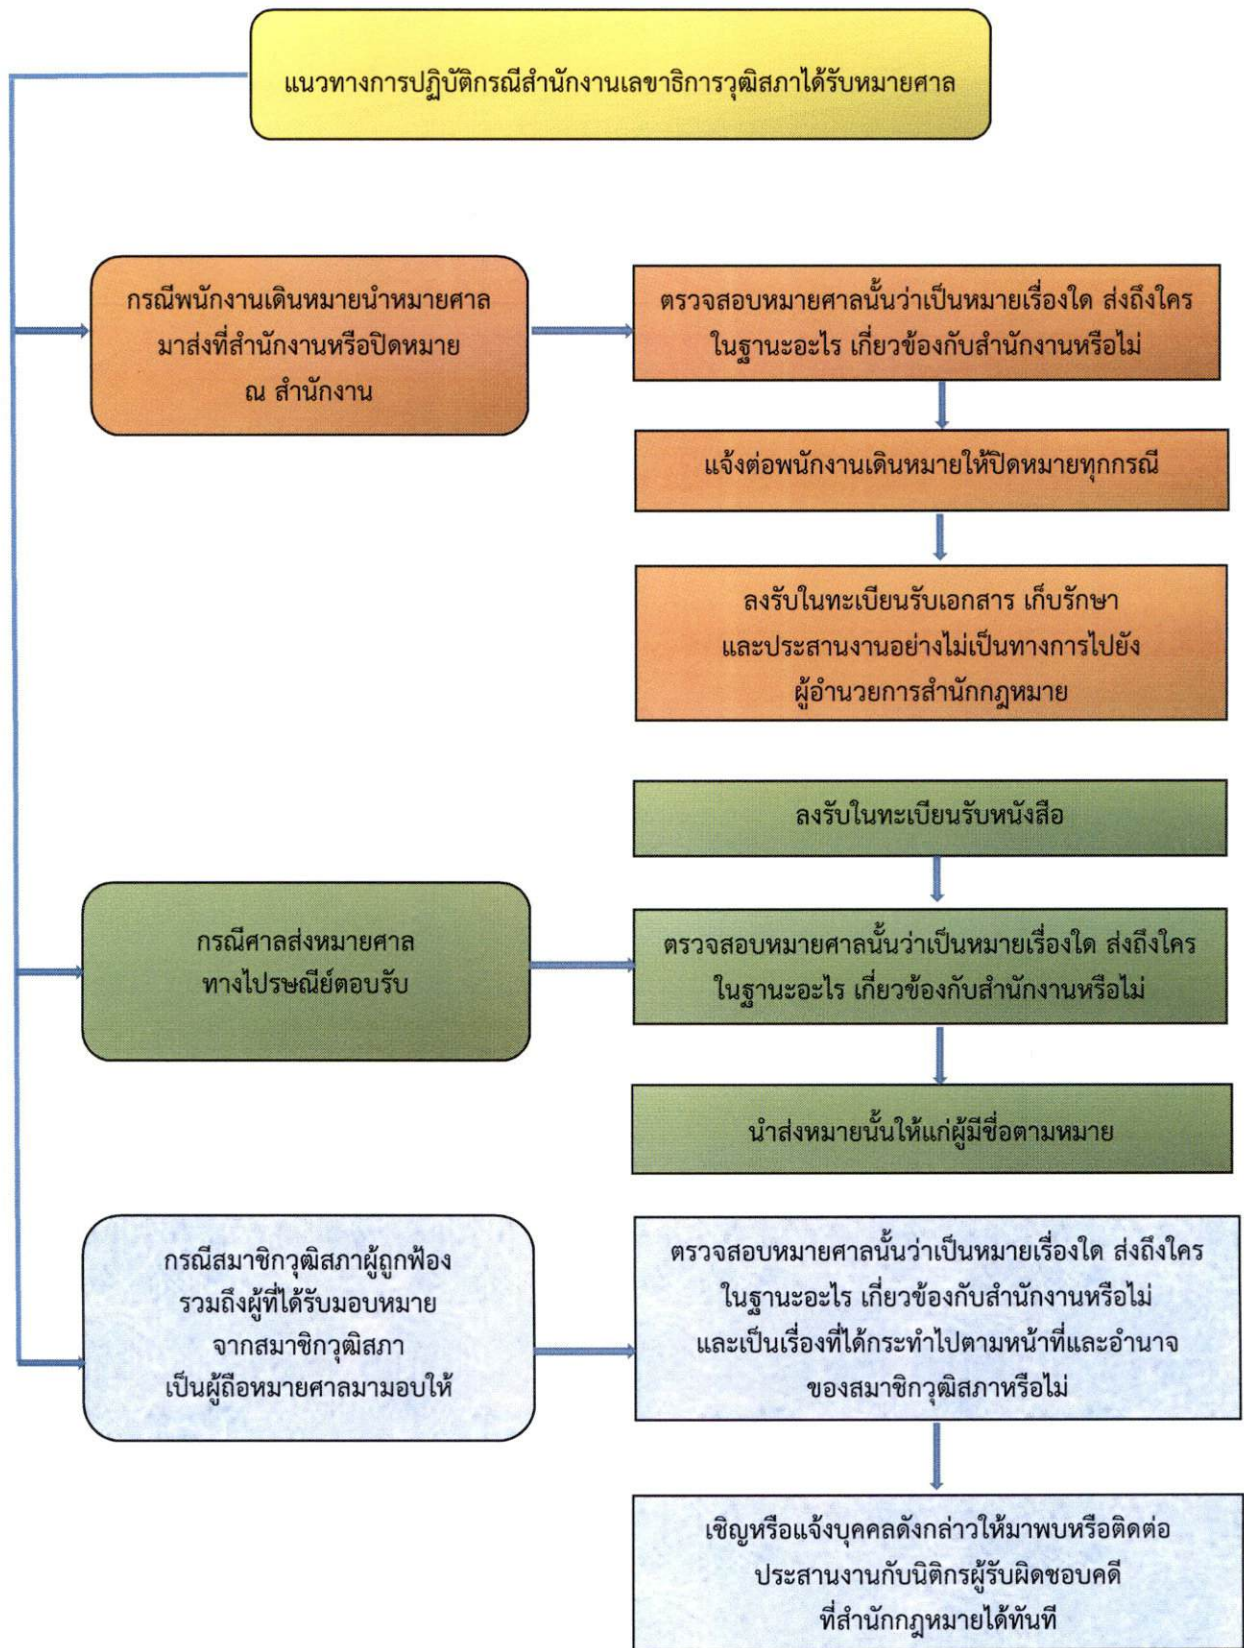 แนวทางการปฏิบัติกรณีสำนักงานเลขาธิการวุฒิสภาได้รับหมายศาล
กรณีพนักงานเดินหมายนำหมายศาล
มาส่งที่สำนักงานหรือปิดหมาย
ณ สำนักงาน
ตรวจสอบหมายศาลนั้นว่าเป็นหมายเรื่องใด ส่งถึงใคร
ในฐานะอะไร เกี่ยวข้องกับสำนักงานหรือไม่
แจ้งต่อพนักงานเดินหมายให้ปิดหมายทุกกรณี
ลงรับในทะเบียนรับเอกสาร เก็บรักษา
และประสานงานอย่างไม่เป็นทางการไปยัง
ผู้อำนวยการสำนักกฎหมาย
กรณีศาลส่งหมายศาล
ทางไปรษณีย์ตอบรับ
ลงรับในทะเบียนรับหนังสือ
ตรวจสอบหมายศาลนั้นว่าเป็นหมายเรื่องใด ส่งถึงใคร
ในฐานะอะไร เกี่ยวข้องกับสำนักงานหรือไม่
นำส่งหมายนั้นให้แก่ผู้มีชื่อตามหมาย
กรณีสมาชิกวุฒิสภาผู้ถูกฟ้อง
รวมถึงผู้ที่ได้รับมอบหมาย
จากสมาชิกวุฒิสภา
เป็นผู้ถือหมายศาลมามอบให้
ตรวจสอบหมายศาลนั้นว่าเป็นหมายเรื่องใด ส่งถึงใคร
ในฐานะอะไร เกี่ยวข้องกับสำนักงานหรือไม่
และเป็นเรื่องที่ได้กระทำไปตามหน้าที่และอำนาจ
ของสมาชิกวุฒิสภาหรือไม่
เชิญหรือแจ้งบุคคลดังกล่าวให้มาพบหรือติดต่อ
ประสานงานกับนิติกรผู้รับผิดชอบคดี
ที่สำนักกฎหมายได้ทันที